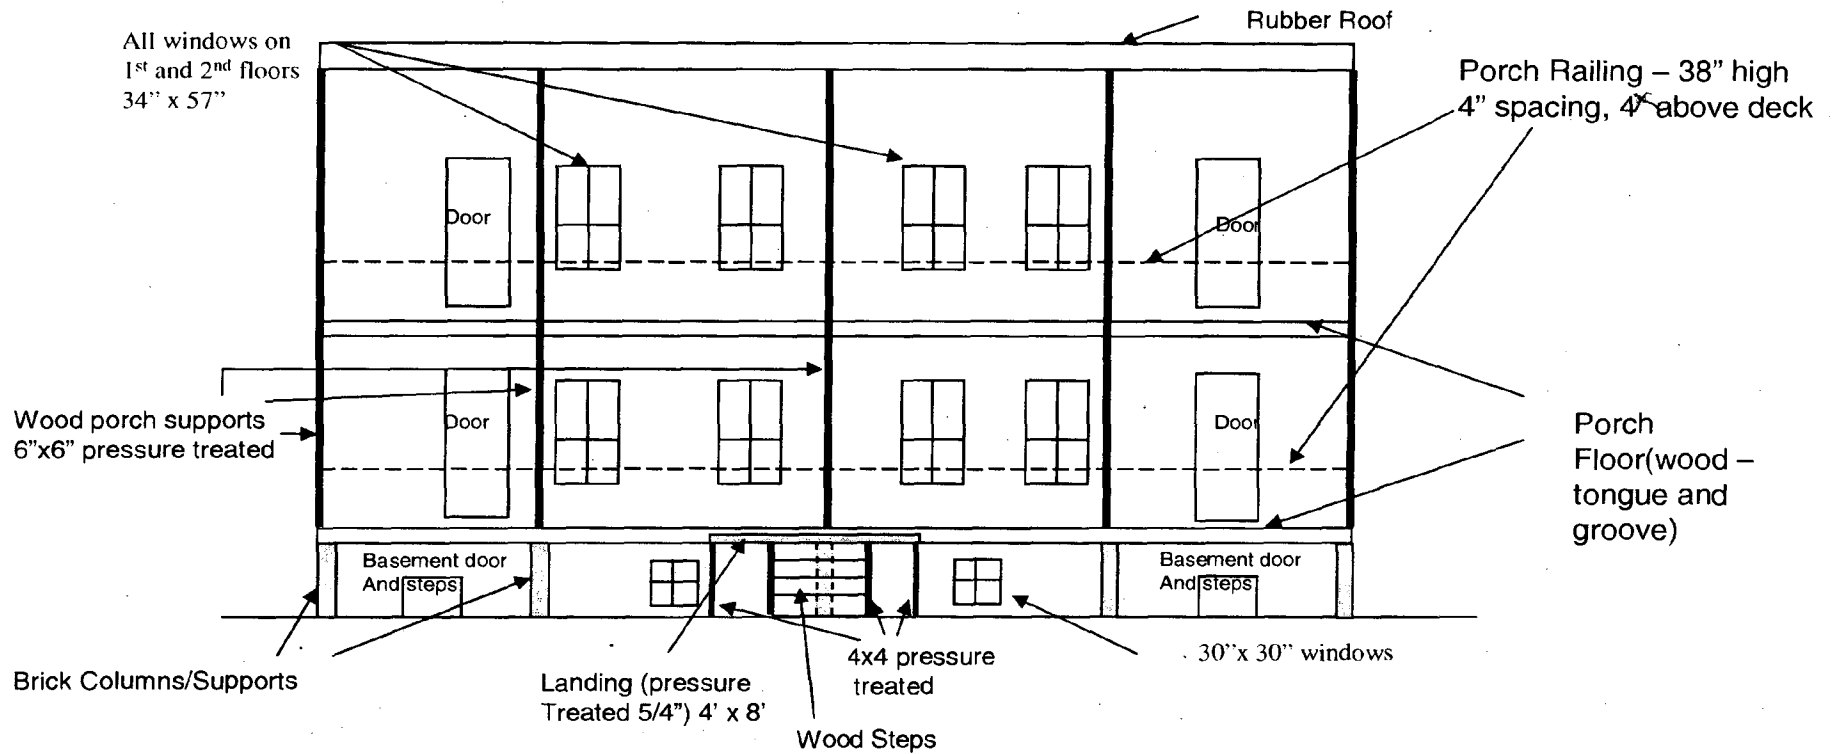 Rubber Roof
All windows on
1st and 2nd floors
34” x 57”
Porch Railing – 38” high
4” spacing, 4” above deck
Door
Door
Wood porch supports
6”x6” pressure treated
Door
Door
Porch
Floor(wood –
tongue and
groove)
Basement door
And steps
Basement door
And steps
Brick Columns/Supports
Landing (pressure
Treated 5/4”) 4’ x 8’
4x4 pressure
treated
30”x 30” windows
Wood Steps